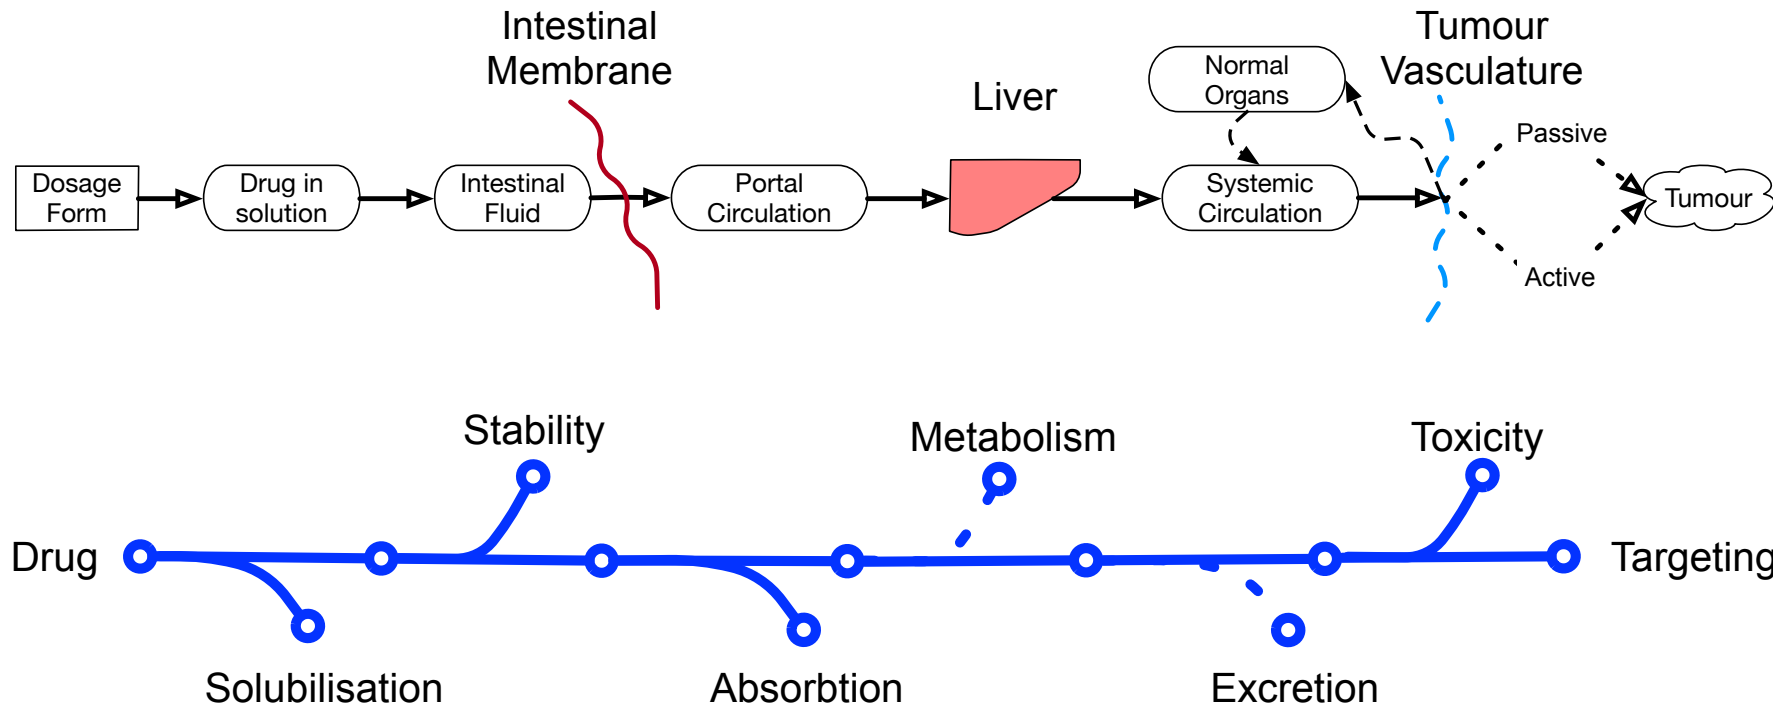 Intestinal
Membrane
Tumour
Vasculature
Normal
Organs
Liver
Passive
Dosage
Form
Drug in
solution
Intestinal
Fluid
Portal
Circulation
Systemic
Circulation
Tumour
Active
Stability
Metabolism
Toxicity
Drug
Targeting
Solubilisation
Absorbtion
Excretion